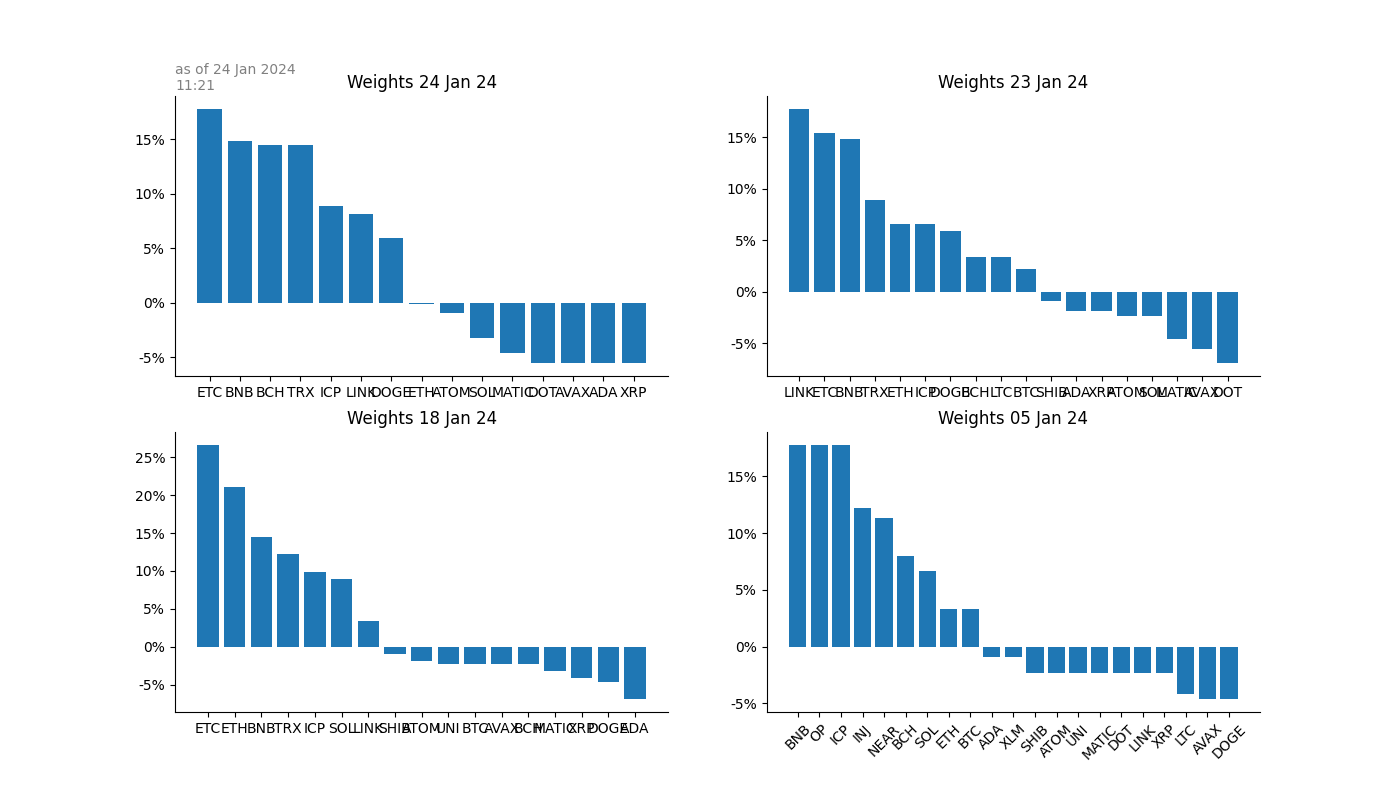 as of 24 Jan 2024
11:21
Weights 24 Jan 24
15%
10%
5%
0%
-5%
ETC BNB BCH TRX ICP LINK DOGE ETH ATOM SOL MATIC DOT AVAX ADA XRP
Weights 23 Jan 24
15%
10%
5%
0%
-5%
LINK ETC BNB TRX ETH ICP DOGE BCH LTC BTC SHIB ADA XRP ATOM SOL MATIC AVAX DOT
Weights 18 Jan 24
25%
20%
15%
10%
5%
0%
-5%
ETC ETH BNB TRX ICP SOL LINK SHIB ATOM UNI BTC AVAX BCH MATIC XRP DOGE ADA
Weights 05 Jan 24
15%
10%
5%
0%
-5%
BNB OP ICP INJ NEAR BCH SOL ETH BTC ADA XLM SHIB ATOM UNI MATIC DOT LINK XRP LTC AVAX DOGE